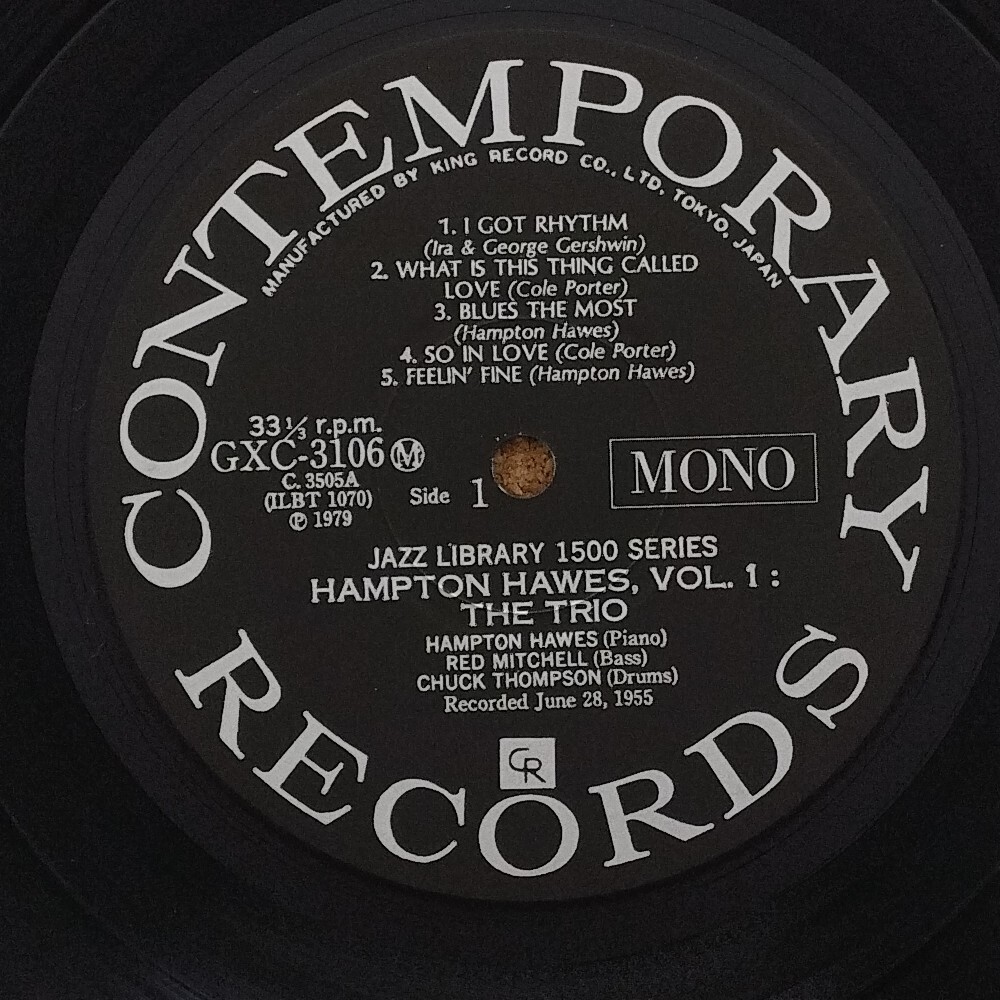 CONTEMPORARY
MANUFACTURED BY KING RECORD CO., LTD, TOKYO, JAPAN
1. I GOT RHYTHM
(Ira & George Gershwin)
2. WHAT IS THIS THING CALLED
LOVE (Cole Porter)
3. BLUES THE MOST
(Hampton Hawes)
4. SO IN LOVE (Cole Porter)
5. FEELIN' FINE (Hampton Hawes)
33⅓ r.p.m.
GXC-3106 Ⓜ
C. 3505A
(ILBT 1070)
℗ 1979
Side 1
MONO
JAZZ LIBRARY 1500 SERIES
HAMPTON HAWES, VOL. 1 :
THE TRIO
HAMPTON HAWES (Piano)
RED MITCHELL (Bass)
CHUCK THOMPSON (Drums)
Recorded June 28, 1955
CR
RECORDS